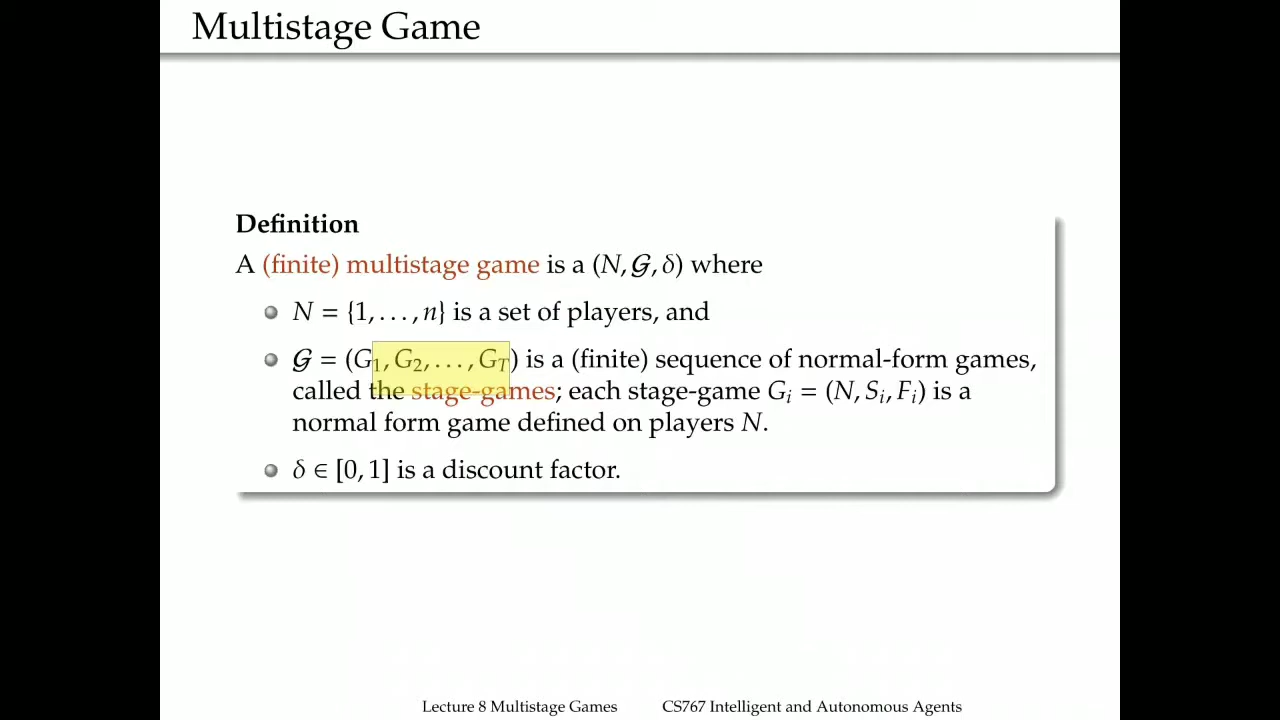 Multistage Game
Definition
A (finite) multistage game is a (N, 𝒢, δ) where
N = {1, . . . , n} is a set of players, and
𝒢 = (G₁, G₂, . . . , G_T) is a (finite) sequence of normal-form games,
called the stage-games; each stage-game Gᵢ = (N, Sᵢ, Fᵢ) is a
normal form game defined on players N.
δ ∈ [0, 1] is a discount factor.
Lecture 8 Multistage Games CS767 Intelligent and Autonomous Agents